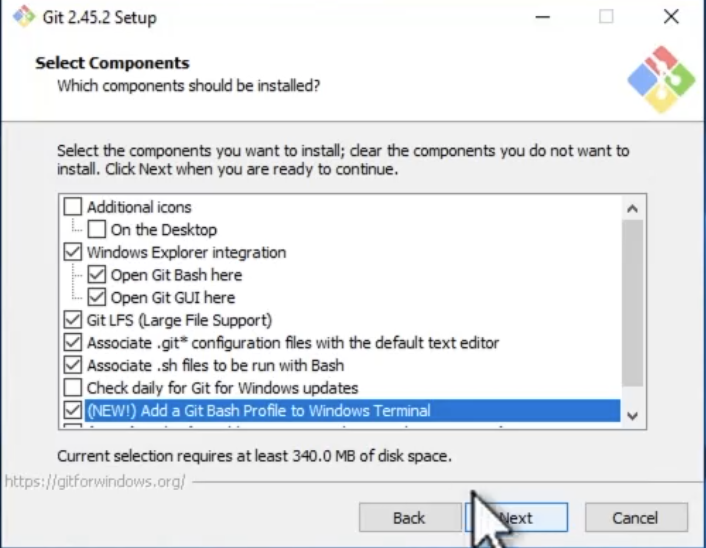 Git 2.45.2 Setup
Select Components
Which components should be installed?
Select the components you want to install; clear the components you do not want to
install. Click Next when you are ready to continue.
Additional icons
On the Desktop
Windows Explorer integration
Open Git Bash here
Open Git GUI here
Git LFS (Large File Support)
Associate .git* configuration files with the default text editor
Associate .sh files to be run with Bash
Check daily for Git for Windows updates
(NEW!) Add a Git Bash Profile to Windows Terminal
Current selection requires at least 340.0 MB of disk space.
https://gitforwindows.org/
Back
Next
Cancel